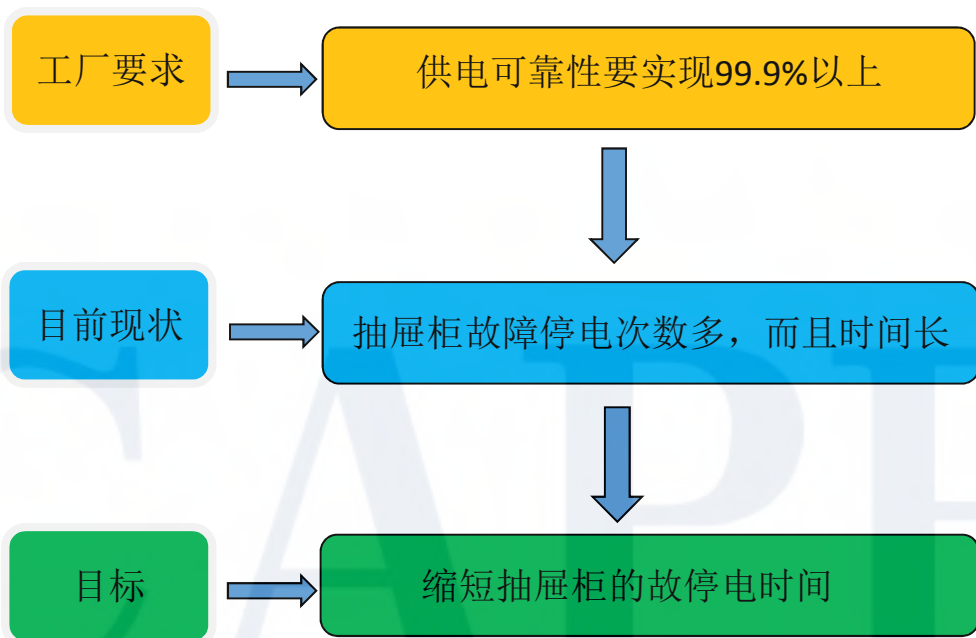 工厂要求
供电可靠性要实现99.9%以上
目前现状
抽屉柜故障停电次数多，而且时间长
目标
缩短抽屉柜的故停电时间